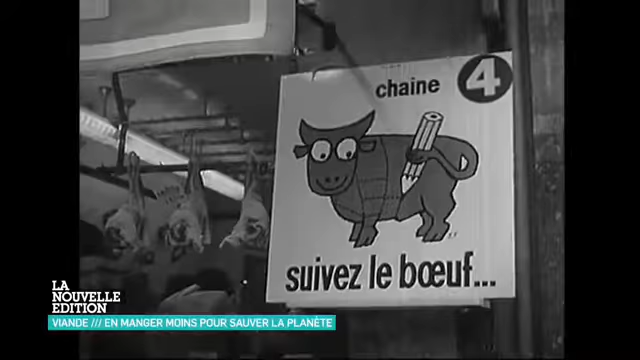 chaine 4
suivez le bœuf...
LA
NOUVELLE
EDITION
VIANDE /// EN MANGER MOINS POUR SAUVER LA PLANÈTE